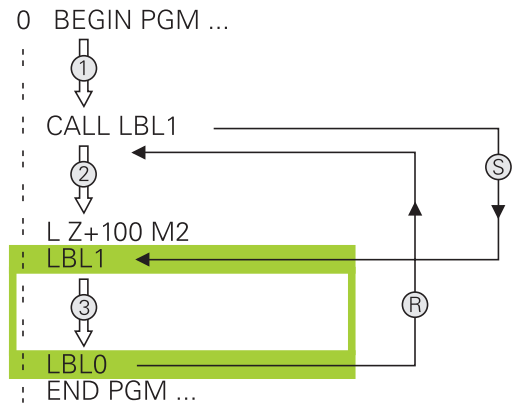 0 BEGIN PGM ...
1
CALL LBL1
S
2
L Z+100 M2
LBL1
3
R
LBL0
END PGM ...